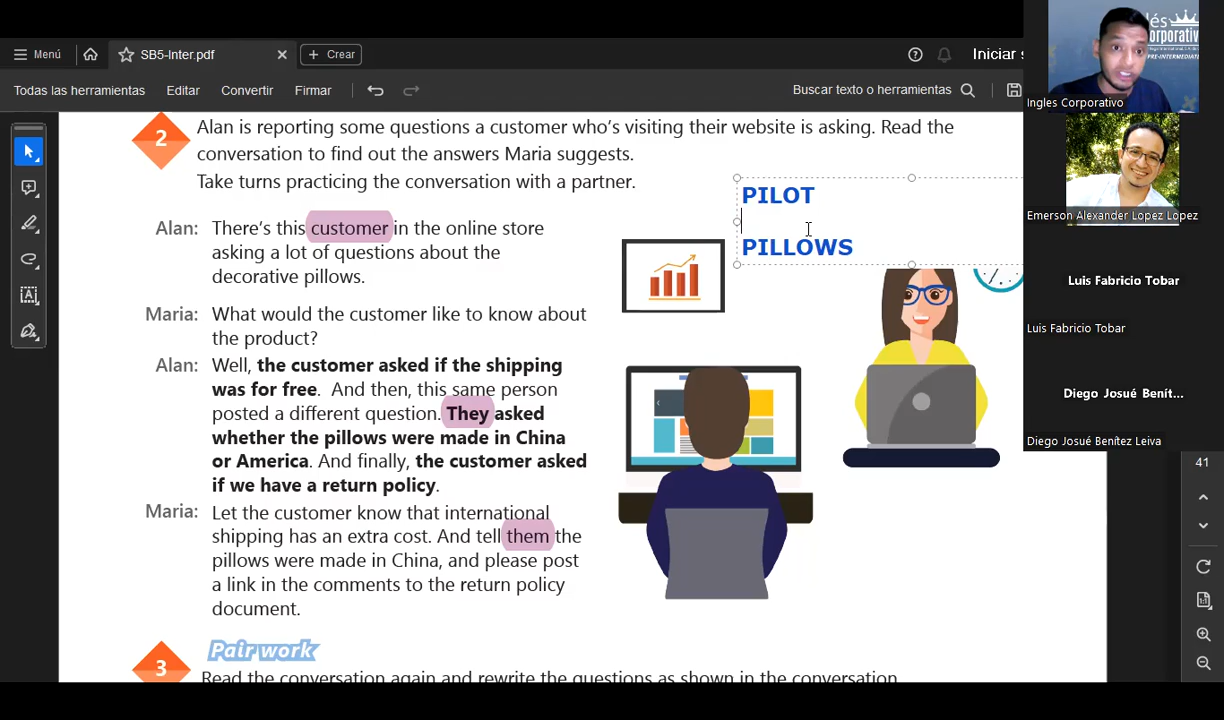 Menú
SB5-Inter.pdf
Crear
Iniciar s
Todas las herramientas
Editar
Convertir
Firmar
Buscar texto o herramientas
2
Alan is reporting some questions a customer who's visiting their website is asking. Read the
conversation to find out the answers Maria suggests.
Take turns practicing the conversation with a partner.
PILOT
PILLOWS
Alan: There's this customer in the online store
asking a lot of questions about the
decorative pillows.
Maria: What would the customer like to know about
the product?
Alan: Well, the customer asked if the shipping
was for free. And then, this same person
posted a different question. They asked
whether the pillows were made in China
or America. And finally, the customer asked
if we have a return policy.
Maria: Let the customer know that international
shipping has an extra cost. And tell them the
pillows were made in China, and please post
a link in the comments to the return policy
document.
Pair work
3
Read the conversation again and rewrite the questions as shown in the conversation
lés
orporativ
PRE-INTERMEDIATE
Ingles Corporativo
Emerson Alexander Lopez Lopez
Luis Fabricio Tobar
Luis Fabricio Tobar
Diego Josué Benít...
Diego Josué Benítez Leiva
41